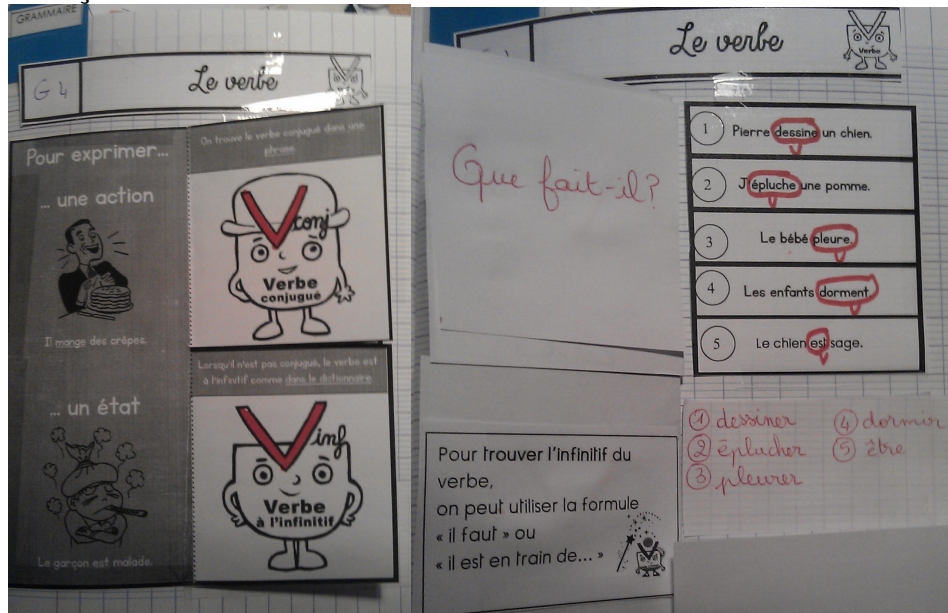 GRAMMAIRE
G 4
Le verbe
Pour exprimer...
... une action
Il mange des crêpes.
... un état
Le garçon est malade.
On trouve le verbe conjugué dans une
phrase.
conj
Verbe
conjugué
Lorsqu'il n'est pas conjugué, le verbe est
à l'infinitif comme dans le dictionnaire
inf
Verbe
à l'infinitif
Le verbe
Verbe
Que fait-il?
1 Pierre dessine un chien.
2 J'épluche une pomme.
3 Le bébé pleure.
4 Les enfants dorment.
5 Le chien est sage.
Pour trouver l'infinitif du
verbe,
on peut utiliser la formule
« il faut » ou
« il est en train de... »
1 dessiner
2 éplucher
3 pleurer
4 dormir
5 être